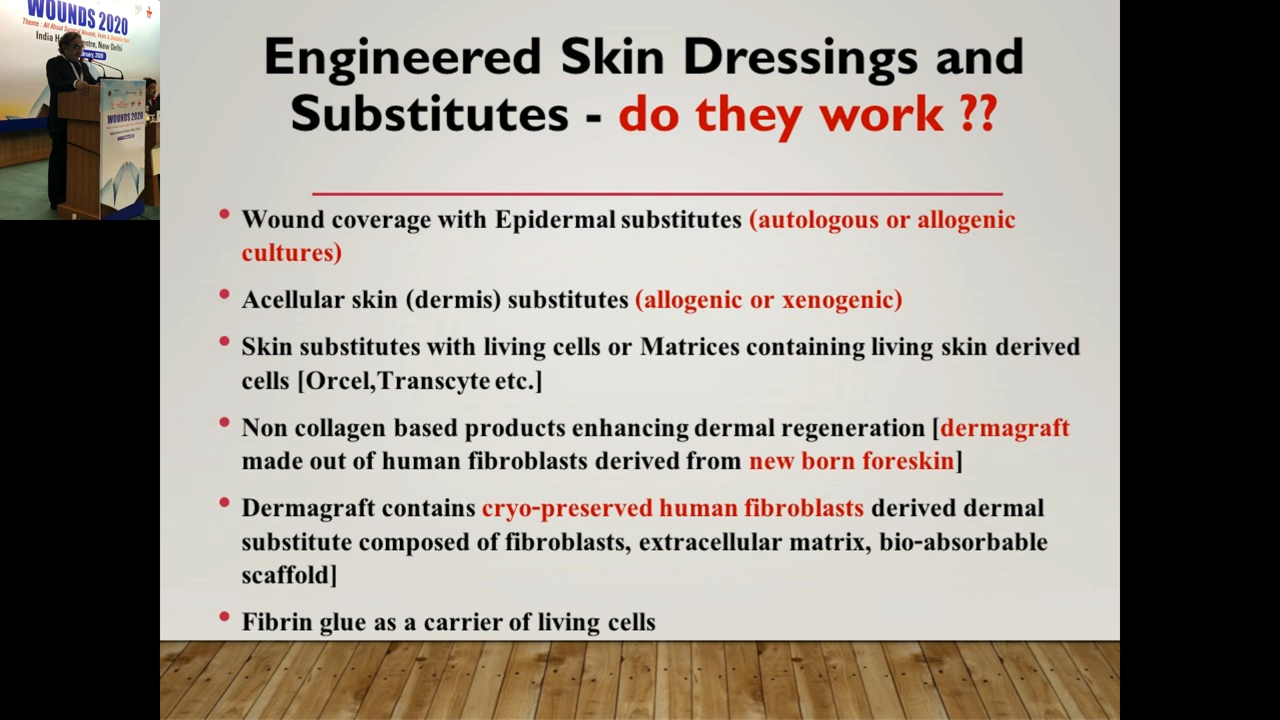 WOUNDS 2020
India
Centre, New Delhi
WOUNDS 2020
Engineered Skin Dressings and
Substitutes - do they work ??
• Wound coverage with Epidermal substitutes (autologous or allogenic
cultures)
• Acellular skin (dermis) substitutes (allogenic or xenogenic)
• Skin substitutes with living cells or Matrices containing living skin derived
cells [Orcel,Transcyte etc.]
• Non collagen based products enhancing dermal regeneration [dermagraft
made out of human fibroblasts derived from new born foreskin]
• Dermagraft contains cryo-preserved human fibroblasts derived dermal
substitute composed of fibroblasts, extracellular matrix, bio-absorbable
scaffold]
• Fibrin glue as a carrier of living cells